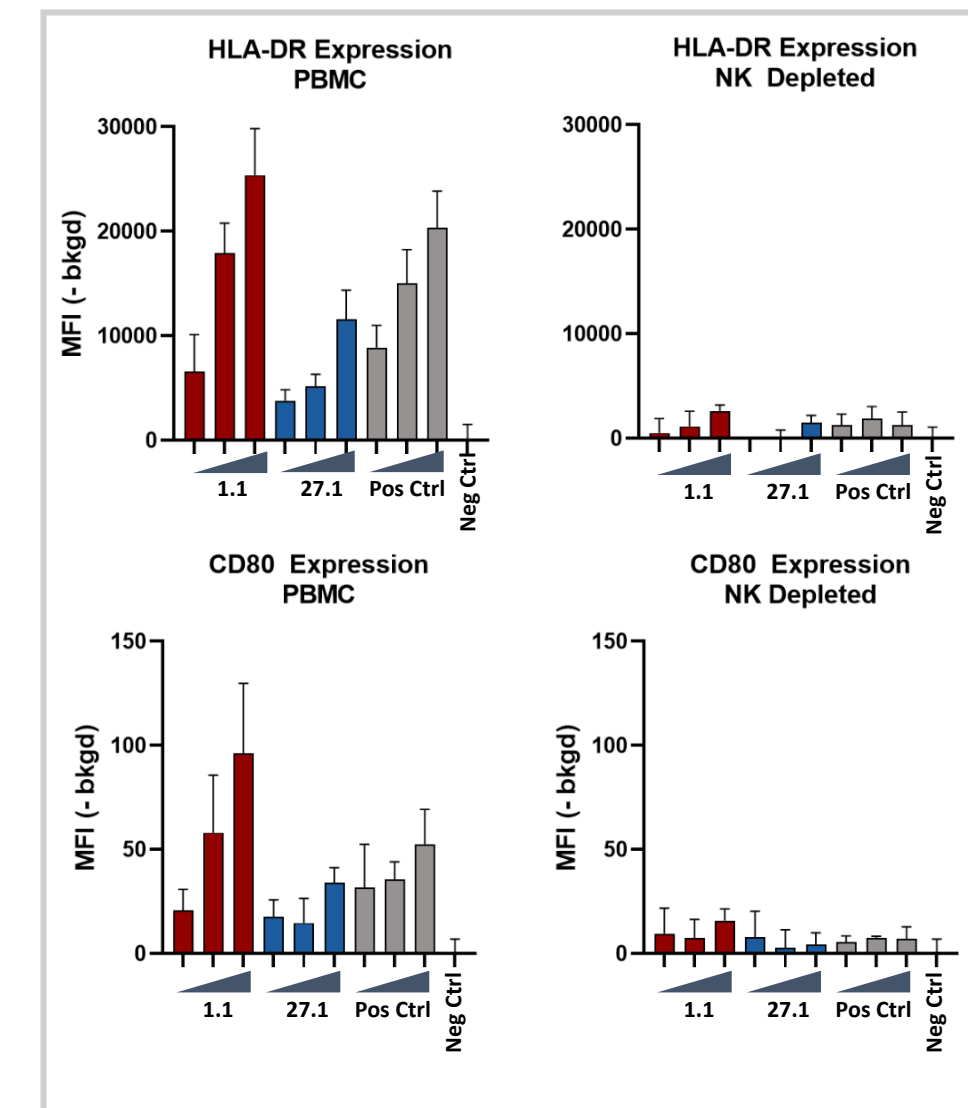 HLA-DR Expression
PBMC
MFI (- bkgd)
30000
20000
10000
0
1.1
27.1
Pos Ctrl
Neg Ctrl
HLA-DR Expression
NK Depleted
30000
20000
10000
0
1.1
27.1
Pos Ctrl
Neg Ctrl
CD80 Expression
PBMC
MFI (- bkgd)
150
100
50
0
1.1
27.1
Pos Ctrl
Neg Ctrl
CD80 Expression
NK Depleted
MFI (- bkgd)
150
100
50
0
1.1
27.1
Pos Ctrl
Neg Ctrl